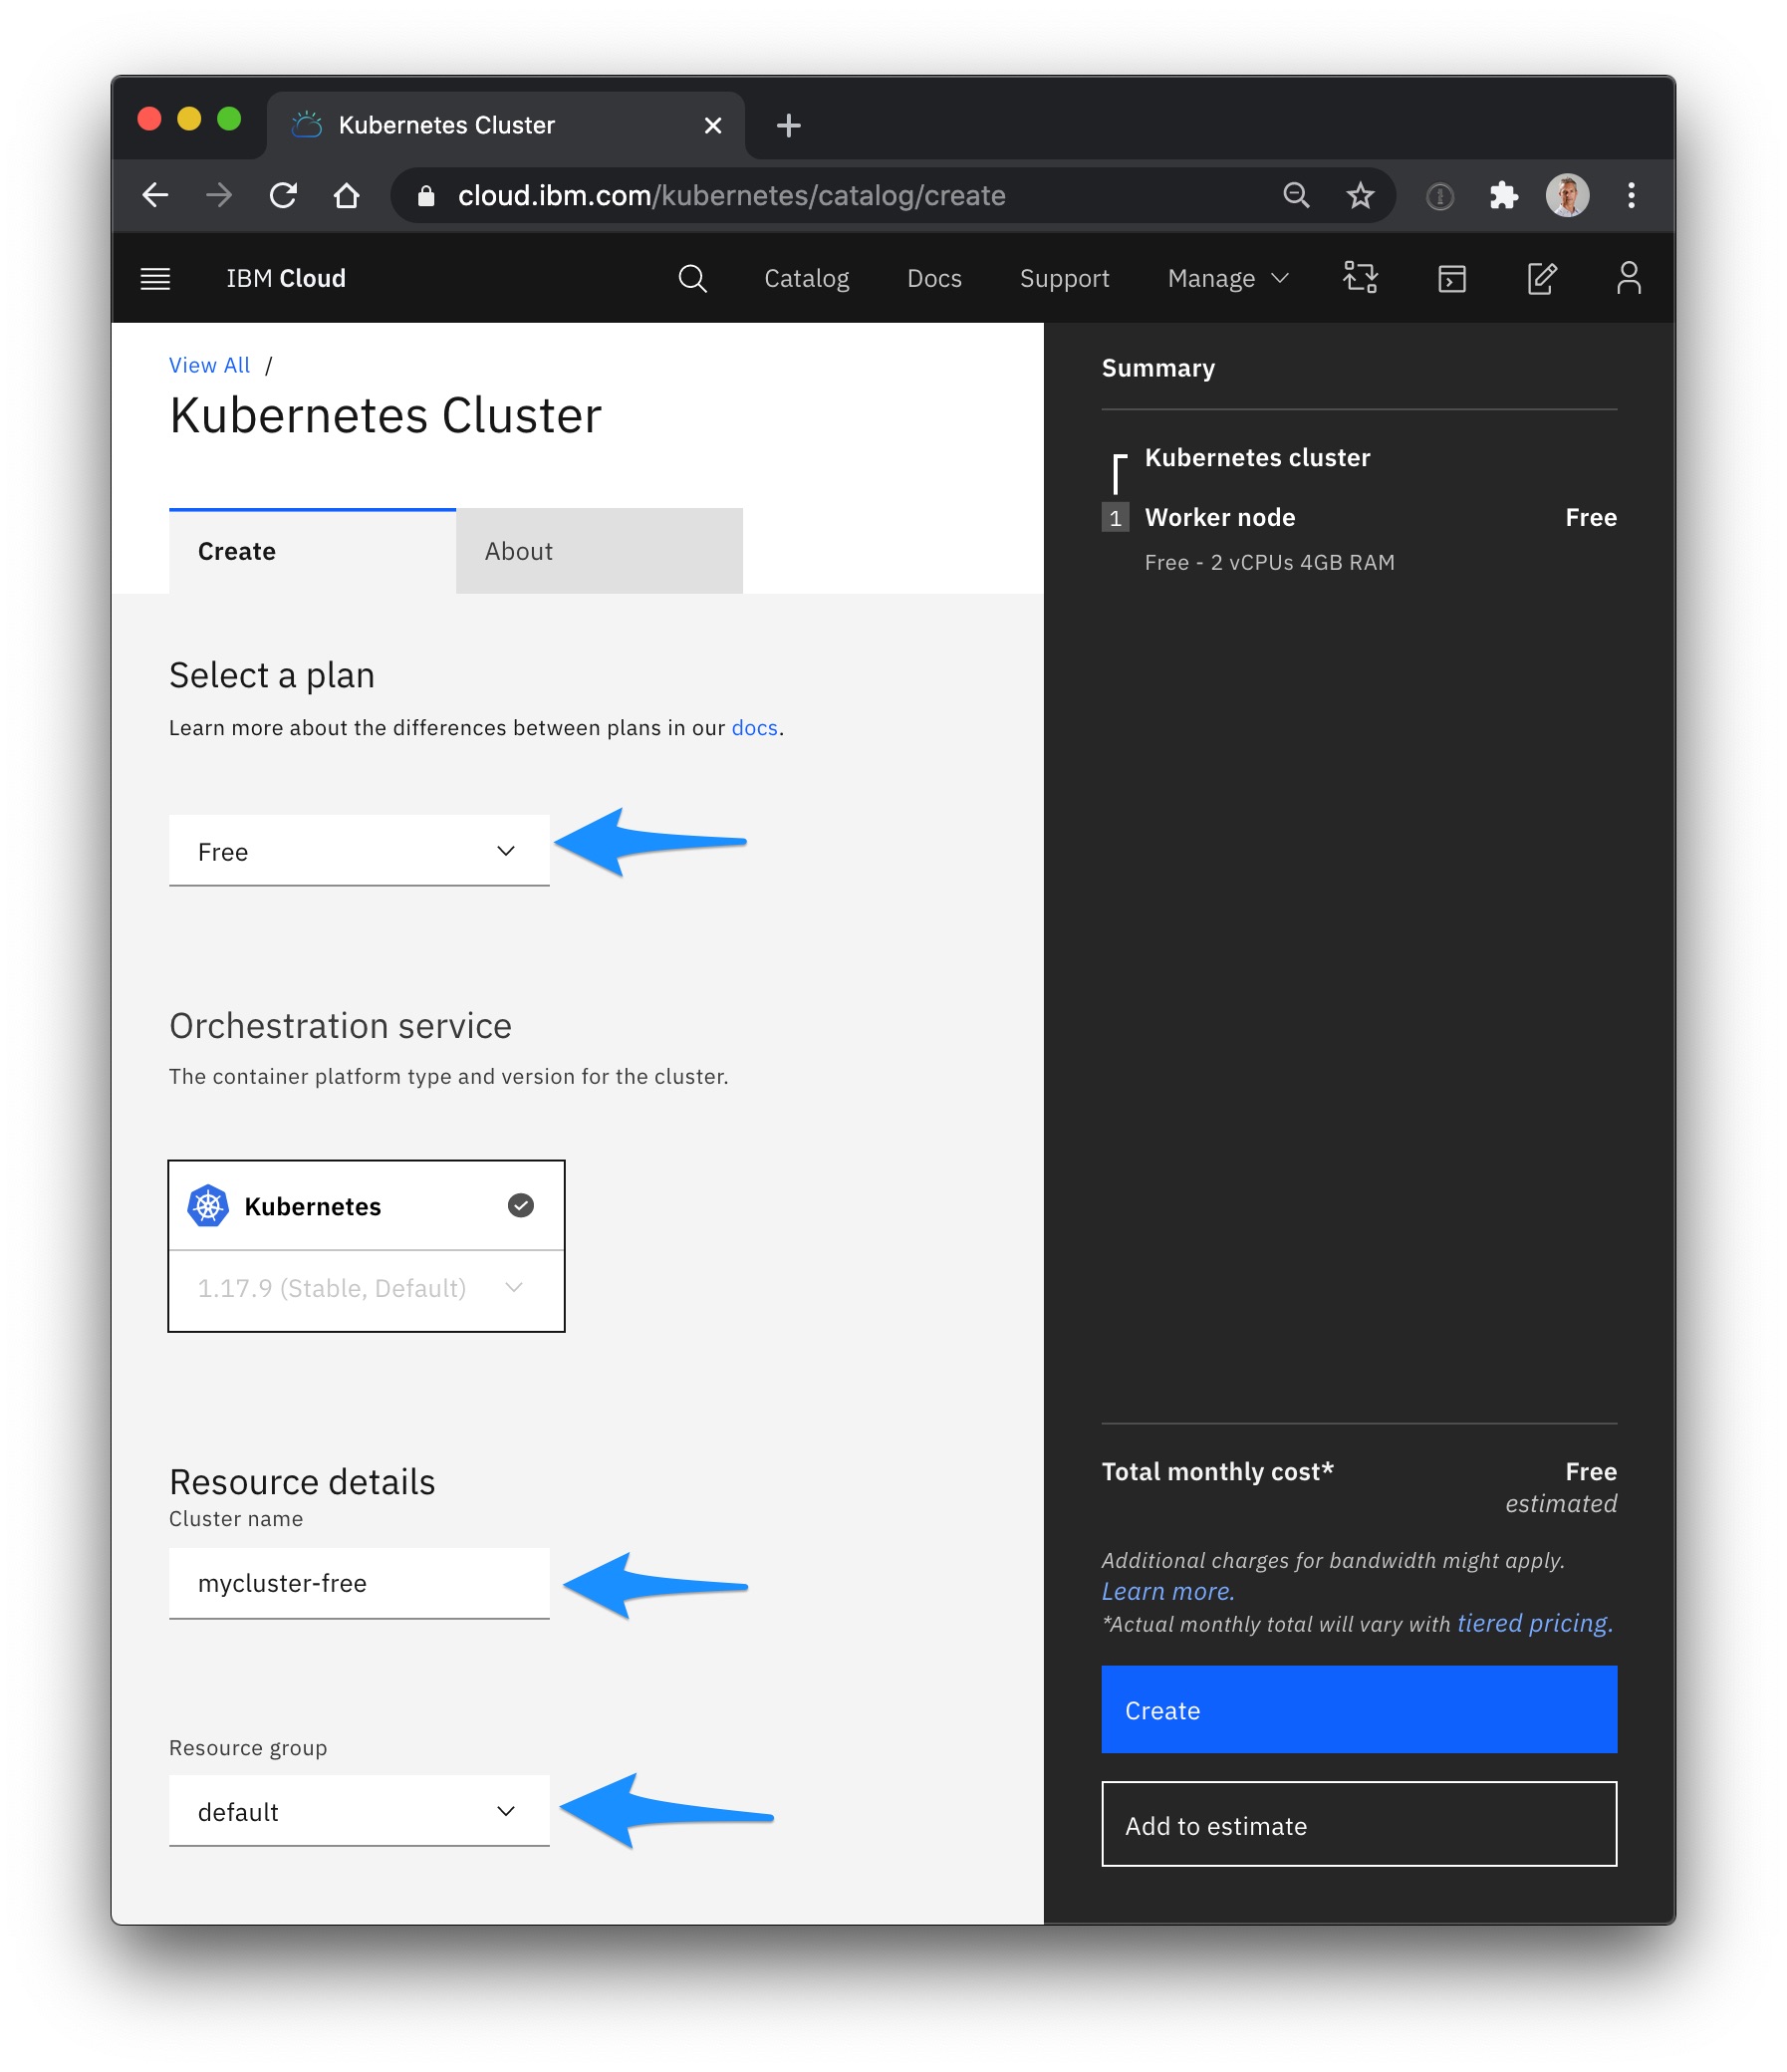 Kubernetes Cluster
cloud.ibm.com/kubernetes/catalog/create
IBM Cloud
Catalog
Docs
Support
Manage
View All /
Kubernetes Cluster
Create
About
Select a plan
Learn more about the differences between plans in our docs.
Free
Orchestration service
The container platform type and version for the cluster.
Kubernetes
1.17.9 (Stable, Default)
Resource details
Cluster name
mycluster-free
Resource group
default
Summary
Kubernetes cluster
1 Worker node Free
Free - 2 vCPUs 4GB RAM
Total monthly cost* Free
estimated
Additional charges for bandwidth might apply.
Learn more.
*Actual monthly total will vary with tiered pricing.
Create
Add to estimate